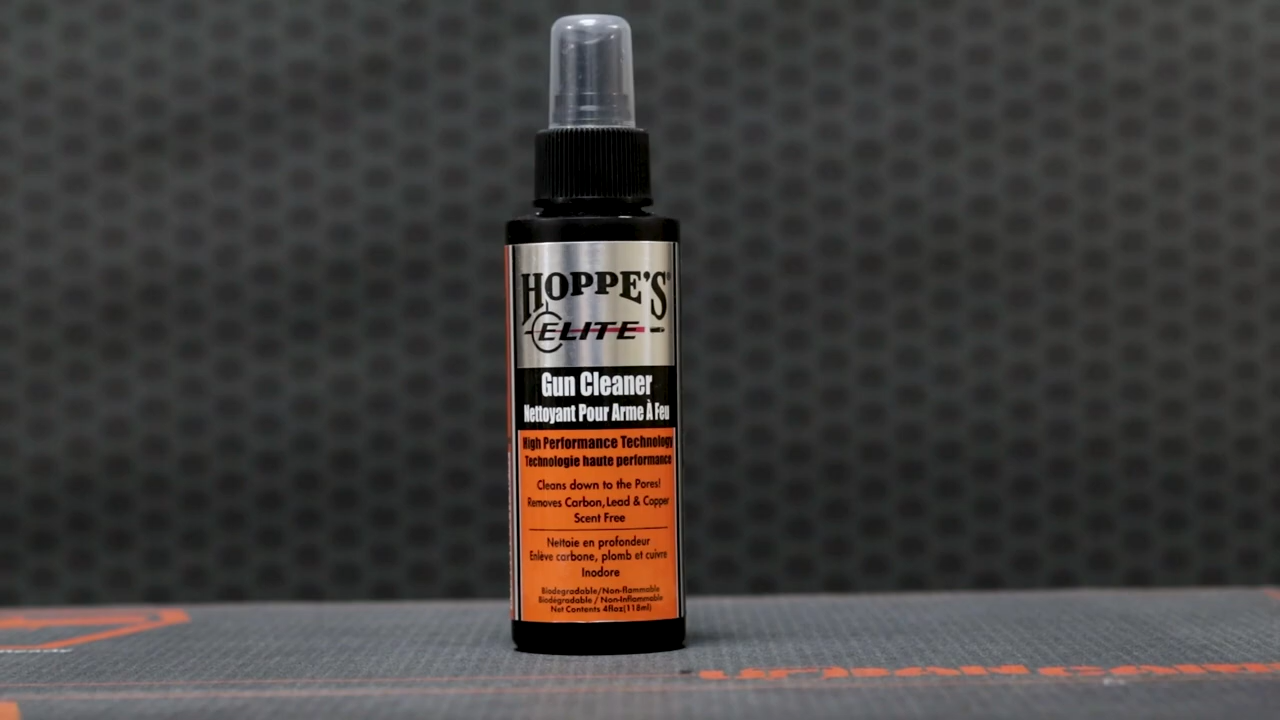 HOPPE'S®
ELITE
Gun Cleaner
Nettoyant Pour Arme À Feu
High Performance Technology
Technologie haute performance
Cleans down to the Pores!
Removes Carbon, Lead & Copper
Scent Free
Nettoie en profondeur
Enlève carbone, plomb et cuivre
Inodore
Biodegradable/Non-flammable
Biodégradable / Non-Inflammable
Net Contents 4floz(118ml)